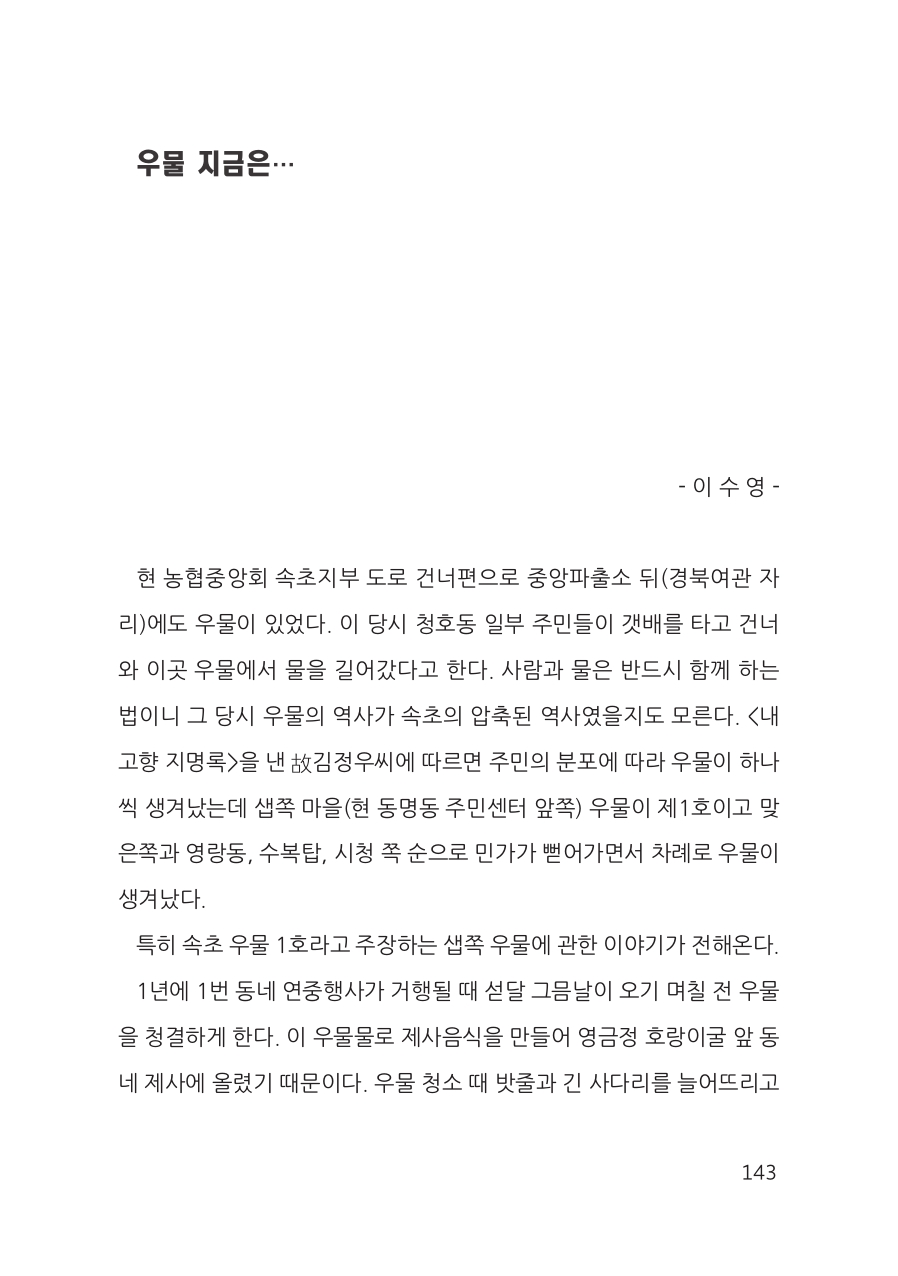 우물 지금은…
- 이 수 영 -
현 농협중앙회 속초지부 도로 건너편으로 중앙파출소 뒤(경북여관 자
리)에도 우물이 있었다. 이 당시 청호동 일부 주민들이 갯배를 타고 건너
와 이곳 우물에서 물을 길어갔다고 한다. 사람과 물은 반드시 함께 하는
법이니 그 당시 우물의 역사가 속초의 압축된 역사였을지도 모른다. <내
고향 지명록>을 낸 故김정우씨에 따르면 주민의 분포에 따라 우물이 하나
씩 생겨났는데 샙쪽 마을(현 동명동 주민센터 앞쪽) 우물이 제1호이고 맞
은쪽과 영랑동, 수복탑, 시청 쪽 순으로 민가가 뻗어가면서 차례로 우물이
생겨났다.
특히 속초 우물 1호라고 주장하는 샙쪽 우물에 관한 이야기가 전해온다.
1년에 1번 동네 연중행사가 거행될 때 섣달 그믐날이 오기 며칠 전 우물
을 청결하게 한다. 이 우물물로 제사음식을 만들어 영금정 호랑이굴 앞 동
네 제사에 올렸기 때문이다. 우물 청소 때 밧줄과 긴 사다리를 늘어뜨리고
143